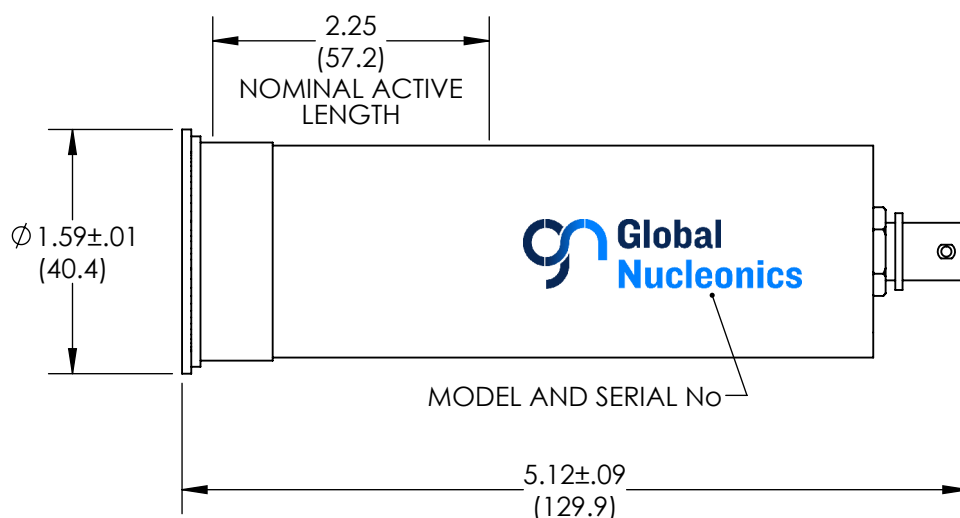 2.25
(57.2)
NOMINAL ACTIVE
LENGTH
Ø 1.59±.01
(40.4)
gn Global
Nucleonics
MODEL AND SERIAL No
5.12±.09
(129.9)